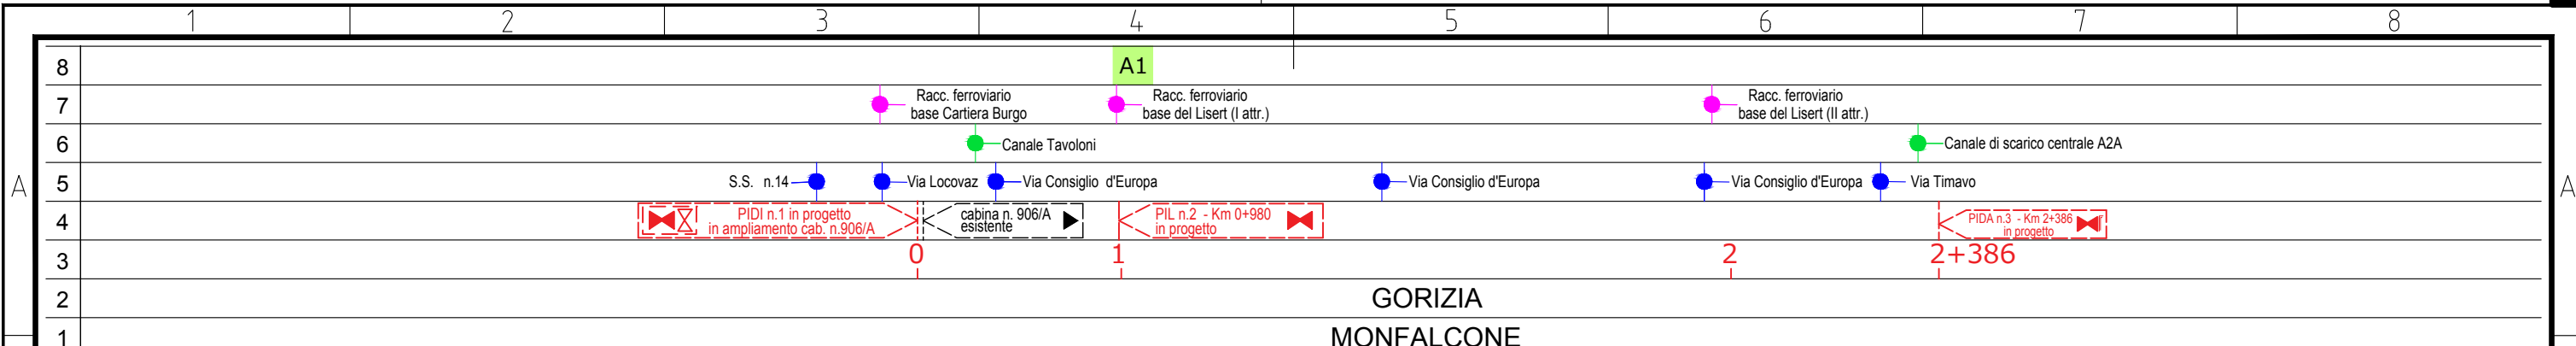 1 2 3 4 5 6 7 8
8 A1
7 Racc. ferroviario
base Cartiera Burgo
Racc. ferroviario
base del Lisert (I attr.)
Racc. ferroviario
base del Lisert (II attr.)
6 Canale Tavoloni Canale di scarico centrale A2A
A 5 S.S. n.14 Via Locovaz Via Consiglio d'Europa Via Consiglio d'Europa Via Consiglio d'Europa Via Timavo A
4 PIDI n.1 in progetto
in ampliamento cab. n.906/A
cabina n. 906/A
esistente
PIL n.2 - Km 0+980
in progetto
PIDA n.3 - Km 2+386
in progetto
3 0 1 2 2+386
2 GORIZIA
1 MONFALCONE